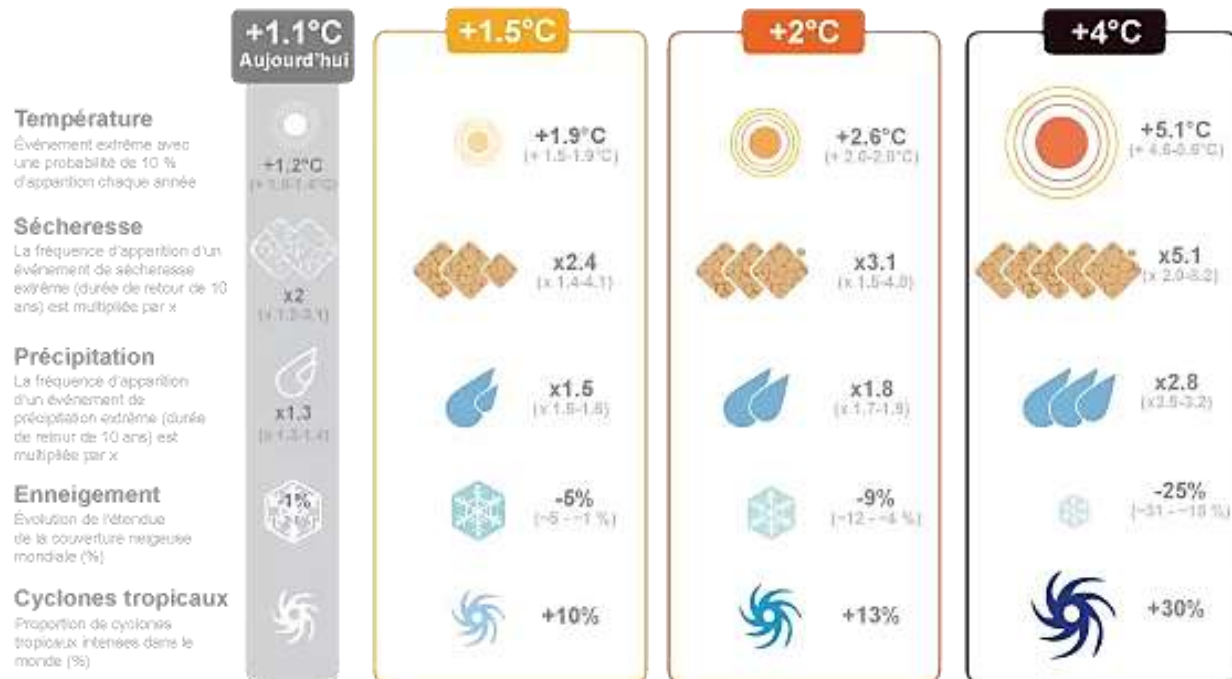 +1.1°C
Aujourd'hui
+1.5°C
+2°C
+4°C
Température
Événement extrême avec
une probabilité de 10 %
d'apparition chaque année
+1.2°C
+1.9°C
+2.6°C
+5.1°C
Sécheresse
La fréquence d'apparition d'un
événement de sécheresse
extrême (durée de retour de 10
ans) est multipliée par x
x2
x2.4
(x 1.4-4.1)
x3.1
x5.1
Précipitation
La fréquence d'apparition
d'un événement de
précipitation extrême (durée
de retour de 10 ans) est
multipliée par x
x1.3
x1.5
x1.8
(x 1.7-1.9)
x2.8
Enneigement
Évolution de l'étendue
de la couverture neigeuse
mondiale (%)
-1%
-5%
-9%
-25%
Cyclones tropicaux
Proportion de cyclones
tropicaux intenses dans le
monde (%)
+10%
+13%
+30%